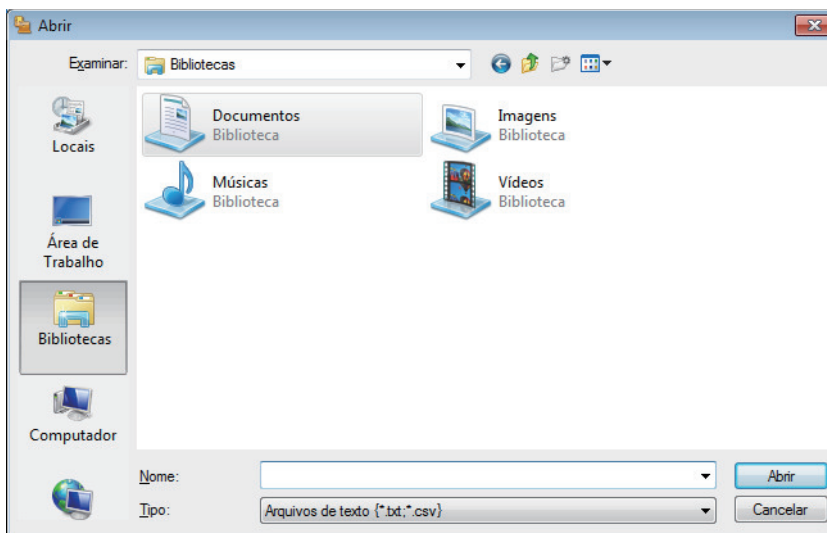 Abrir
Examinar:
Bibliotecas
Locais
Área de
Trabalho
Bibliotecas
Computador
Documentos
Biblioteca
Imagens
Biblioteca
Músicas
Biblioteca
Vídeos
Biblioteca
Nome:
Abrir
Tipo:
Arquivos de texto {*.txt;*.csv}
Cancelar